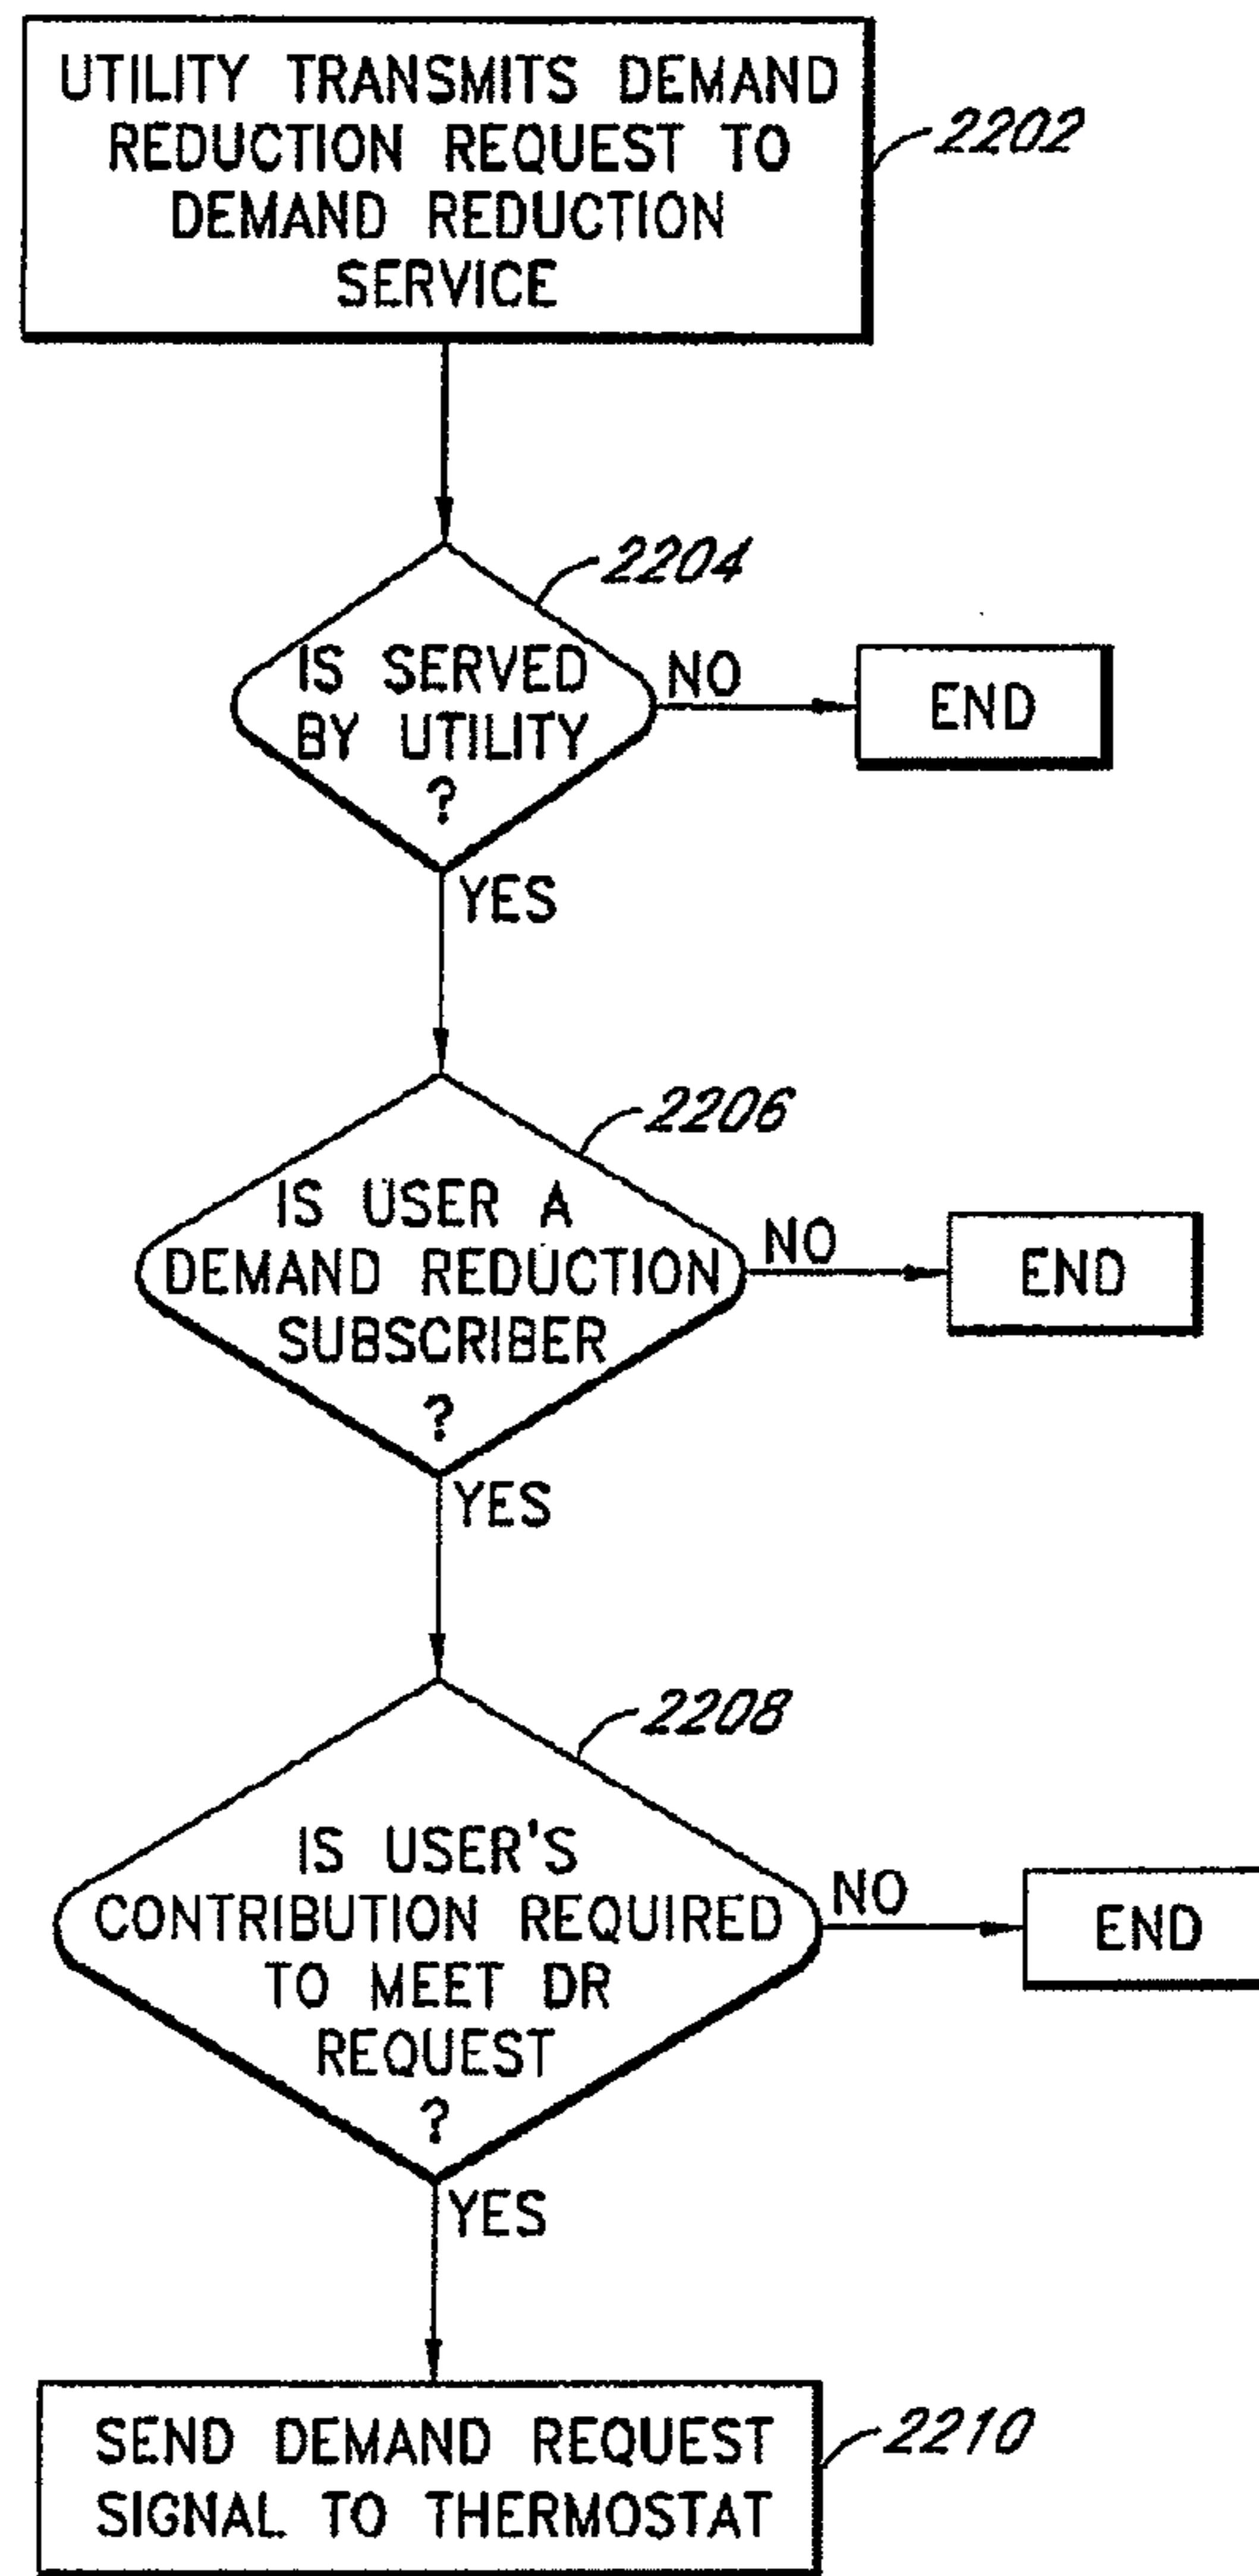 UTILITY TRANSMITS DEMAND
REDUCTION REQUEST TO
DEMAND REDUCTION
SERVICE
2202
2204
IS SERVED
BY UTILITY
?
NO
END
YES
2206
IS USER A
DEMAND REDUCTION
SUBSCRIBER
?
NO
END
YES
2208
IS USER'S
CONTRIBUTION REQUIRED
TO MEET DR
REQUEST
?
NO
END
YES
SEND DEMAND REQUEST
SIGNAL TO THERMOSTAT
2210